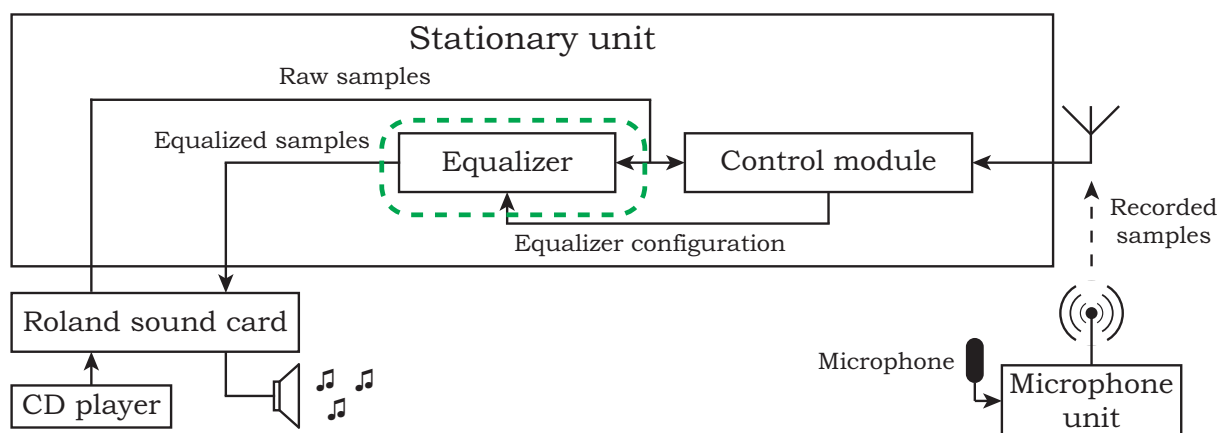 Stationary unit
Raw samples
Equalized samples
Equalizer
Control module
Equalizer configuration
Recorded
samples
Roland sound card
CD player
Microphone
Microphone
unit